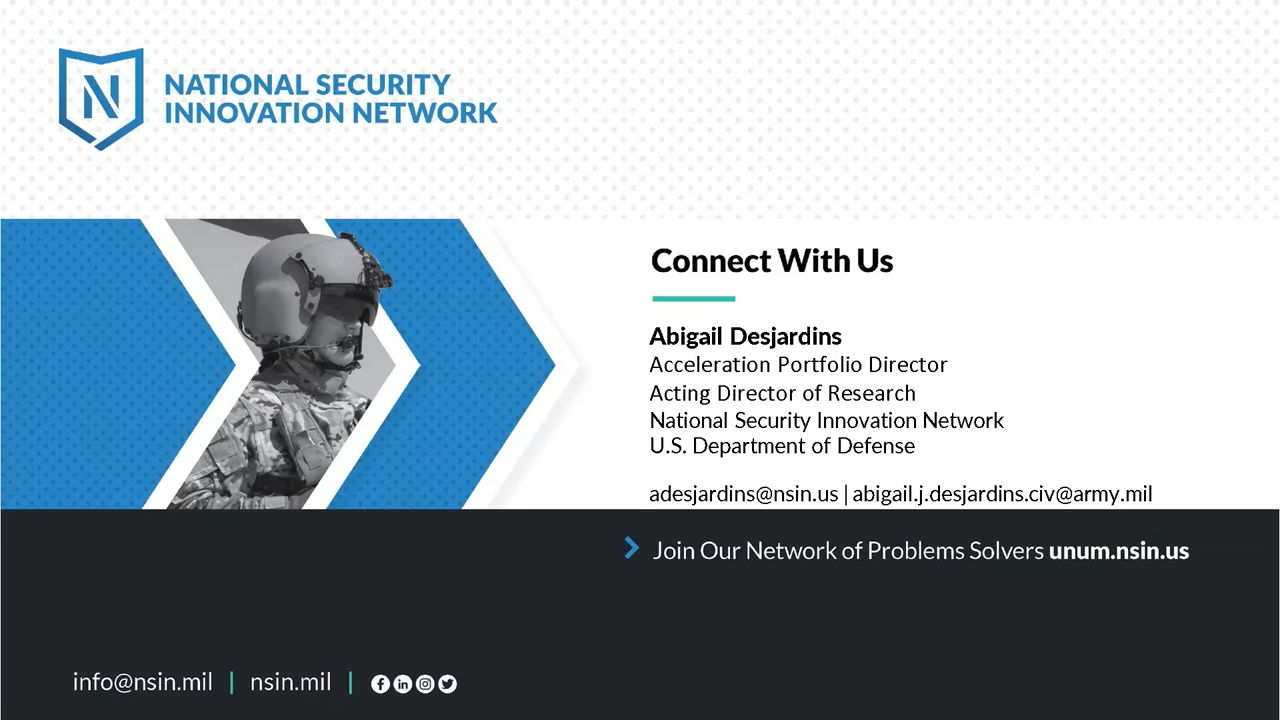 N
NATIONAL SECURITY
INNOVATION NETWORK
Connect With Us
Abigail Desjardins
Acceleration Portfolio Director
Acting Director of Research
National Security Innovation Network
U.S. Department of Defense
adesjardins@nsin.us | abigail.j.desjardins.civ@army.mil
Join Our Network of Problems Solvers unum.nsin.us
info@nsin.mil | nsin.mil |